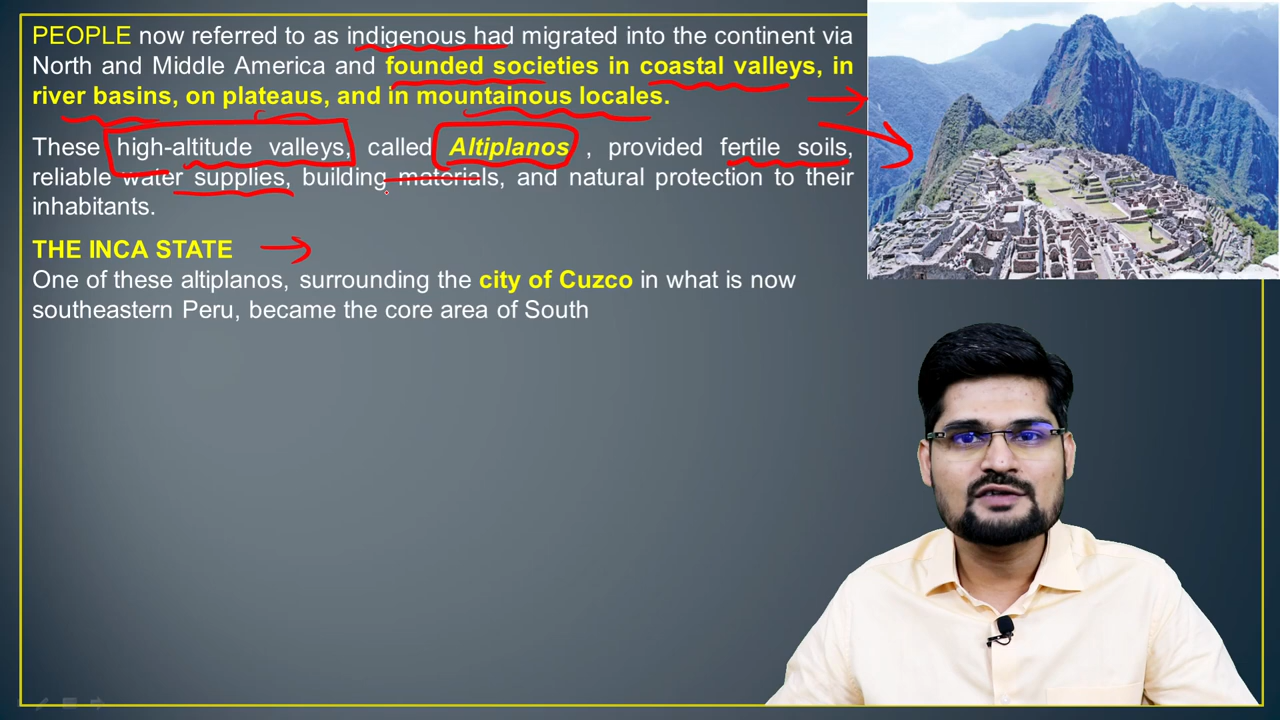 PEOPLE now referred to as indigenous had migrated into the continent via
North and Middle America and founded societies in coastal valleys, in
river basins, on plateaus, and in mountainous locales.
These high-altitude valleys, called Altiplanos , provided fertile soils,
reliable water supplies, building materials, and natural protection to their
inhabitants.
THE INCA STATE
One of these altiplanos, surrounding the city of Cuzco in what is now
southeastern Peru, became the core area of South